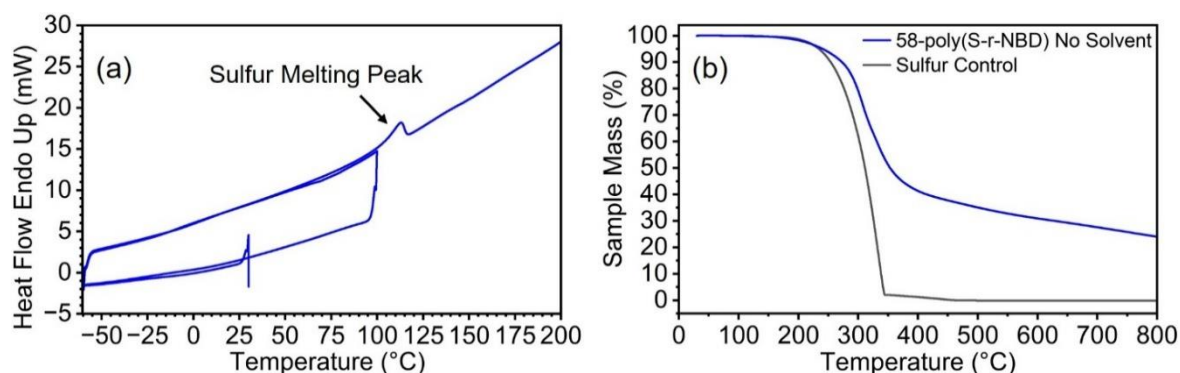 (a)
Sulfur Melting Peak
Heat Flow Endo Up (mW)
30
25
20
15
10
5
0
−5
−50 −25 0 25 50 75 100 125 150 175 200
Temperature (°C)
(b)
58-poly(S-r-NBD) No Solvent
Sulfur Control
Sample Mass (%)
100
90
80
70
60
50
40
30
20
10
0
0 100 200 300 400 500 600 700 800
Temperature (°C)